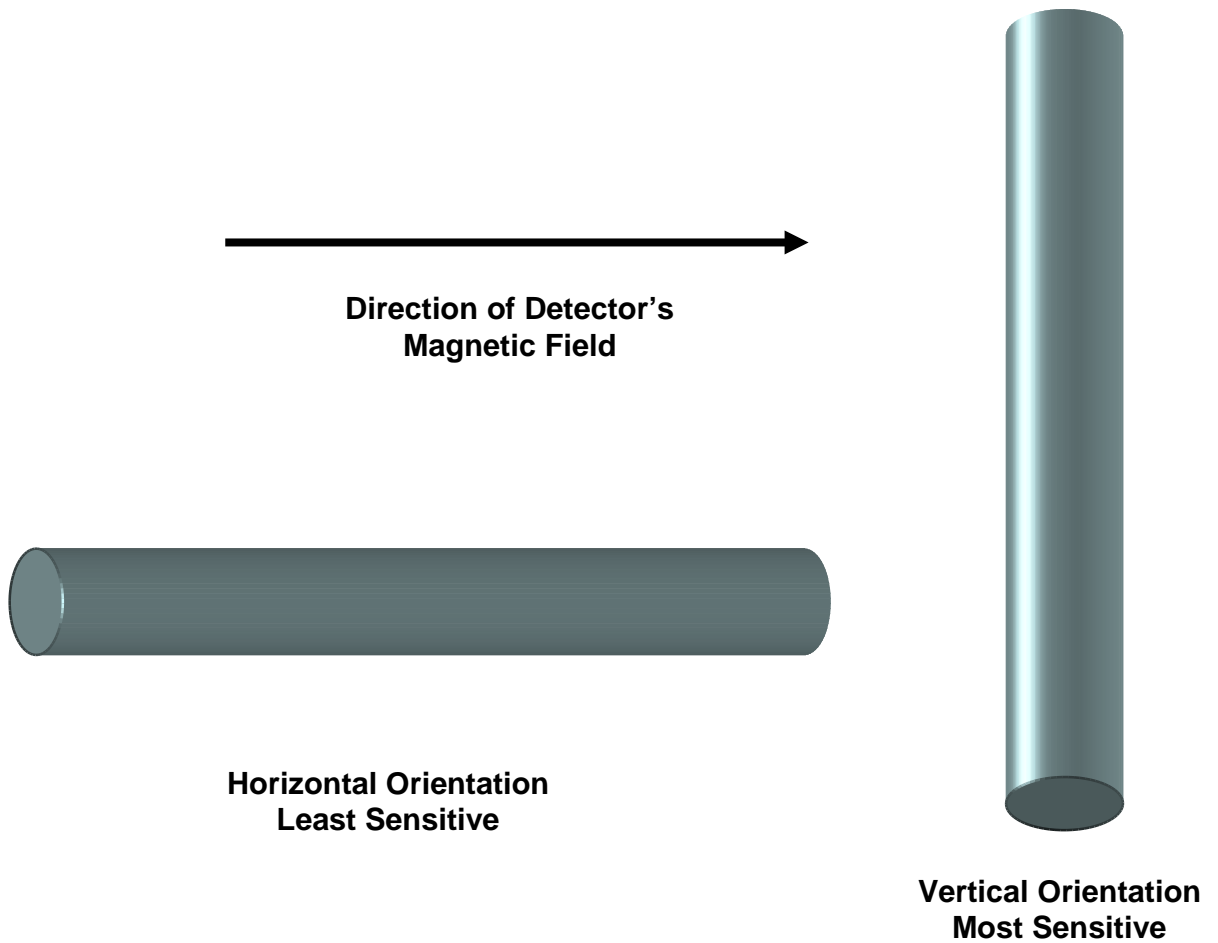 Direction of Detector’s
Magnetic Field
Horizontal Orientation
Least Sensitive
Vertical Orientation
Most Sensitive